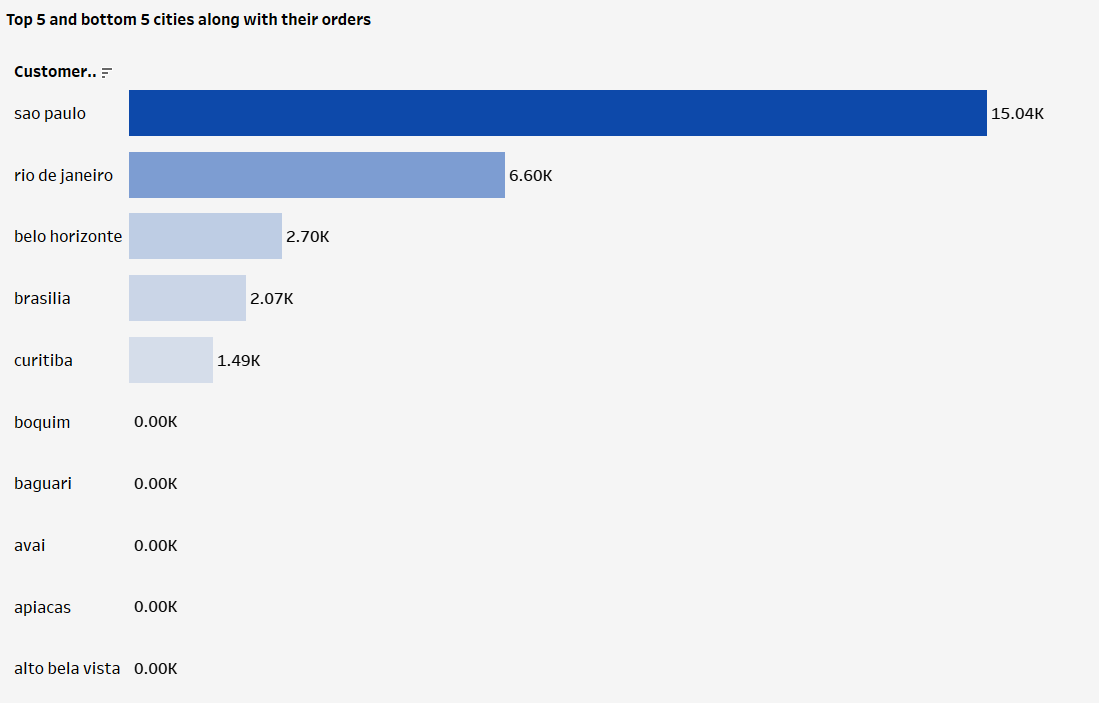 Top 5 and bottom 5 cities along with their orders
Customer..
sao paulo 15.04K
rio de janeiro 6.60K
belo horizonte 2.70K
brasilia 2.07K
curitiba 1.49K
boquim 0.00K
baguari 0.00K
avai 0.00K
apiacas 0.00K
alto bela vista 0.00K